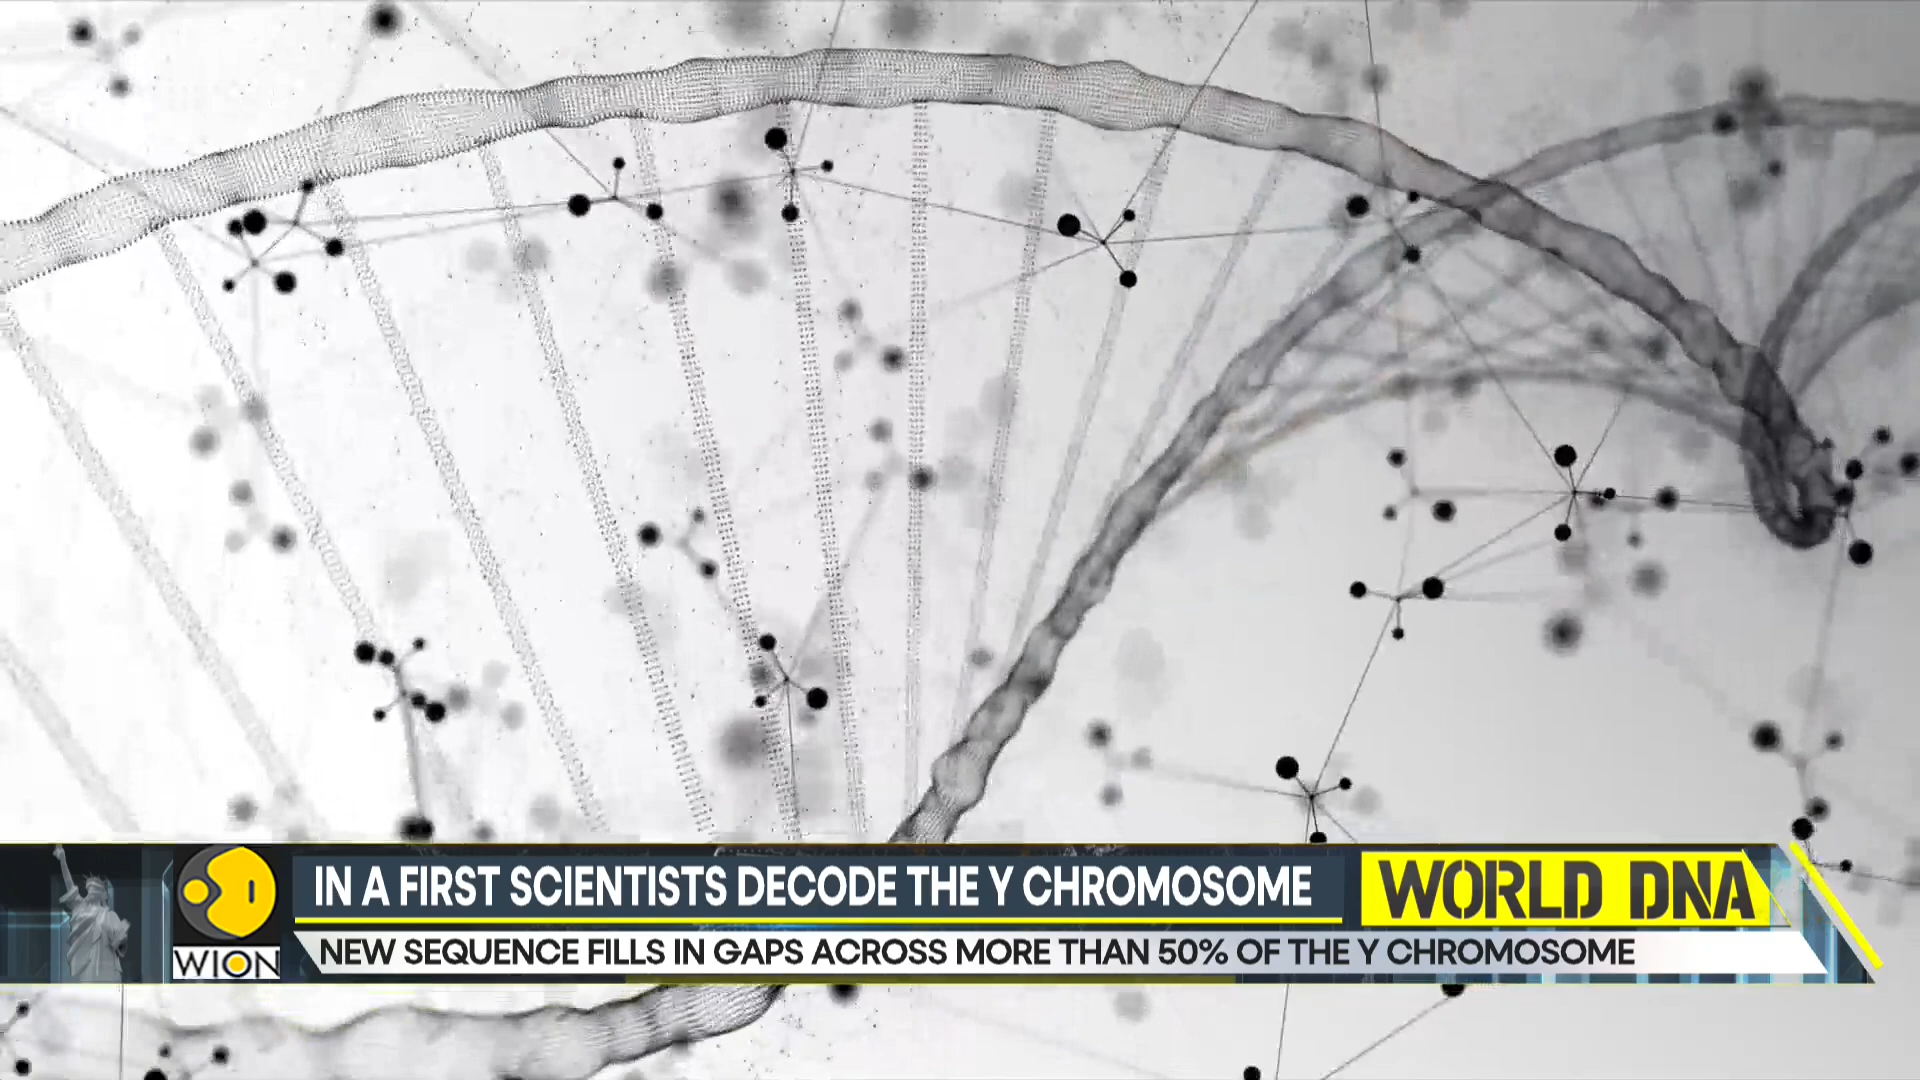 IN A FIRST SCIENTISTS DECODE THE Y CHROMOSOME
WORLD DNA
NEW SEQUENCE FILLS IN GAPS ACROSS MORE THAN 50% OF THE Y CHROMOSOME
WION